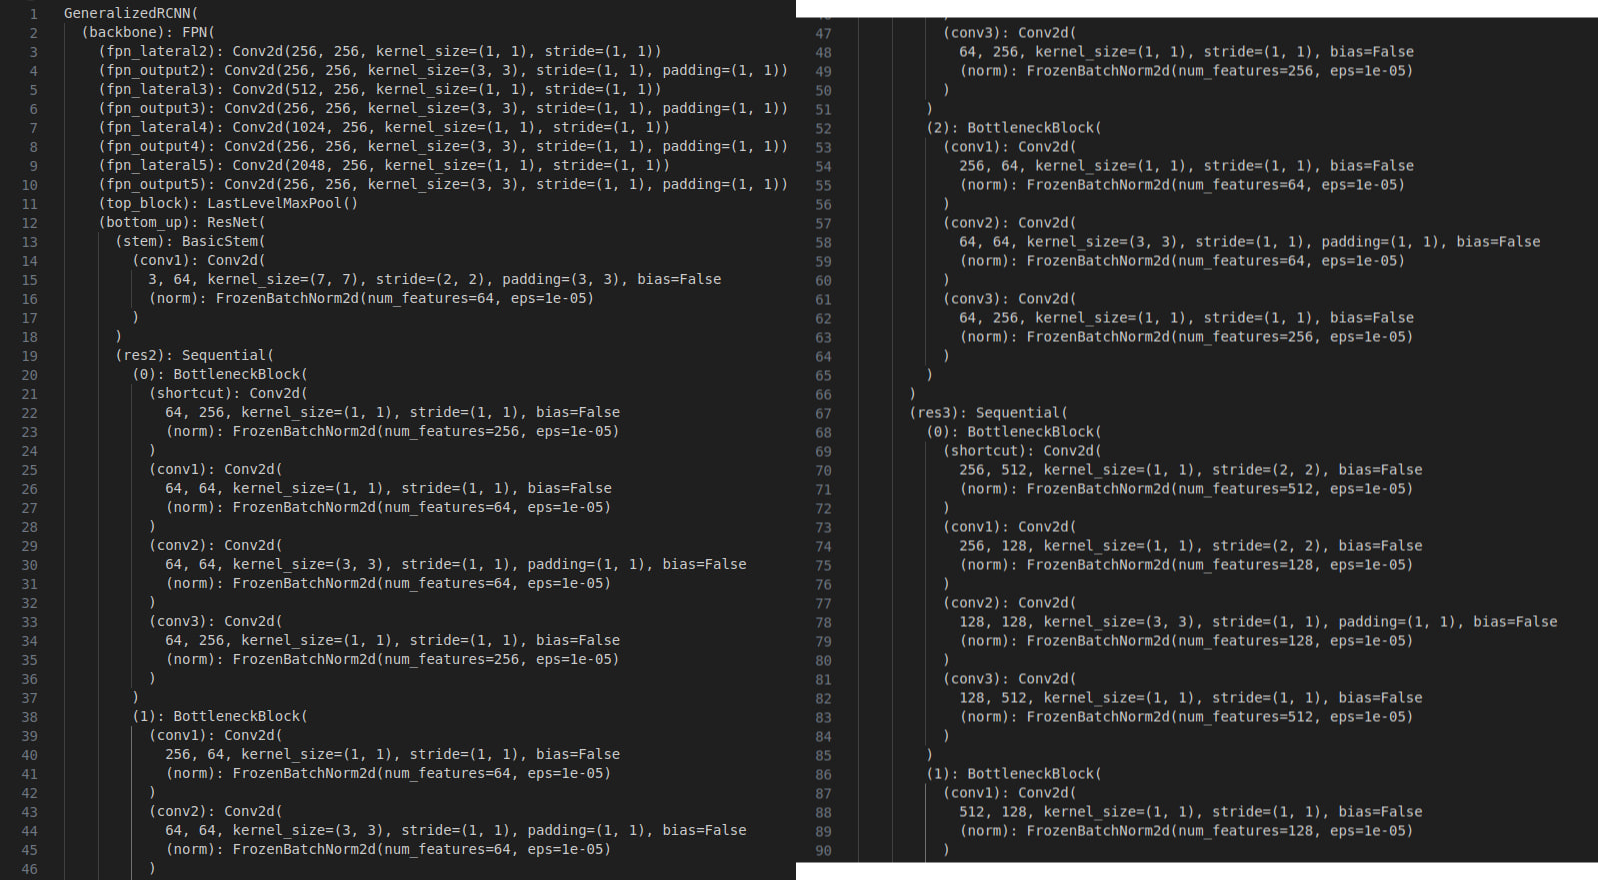 1 GeneralizedRCNN(
2 (backbone): FPN(
3 (fpn_lateral2): Conv2d(256, 256, kernel_size=(1, 1), stride=(1, 1))
4 (fpn_output2): Conv2d(256, 256, kernel_size=(3, 3), stride=(1, 1), padding=(1, 1))
5 (fpn_lateral3): Conv2d(512, 256, kernel_size=(1, 1), stride=(1, 1))
6 (fpn_output3): Conv2d(256, 256, kernel_size=(3, 3), stride=(1, 1), padding=(1, 1))
7 (fpn_lateral4): Conv2d(1024, 256, kernel_size=(1, 1), stride=(1, 1))
8 (fpn_output4): Conv2d(256, 256, kernel_size=(3, 3), stride=(1, 1), padding=(1, 1))
9 (fpn_lateral5): Conv2d(2048, 256, kernel_size=(1, 1), stride=(1, 1))
10 (fpn_output5): Conv2d(256, 256, kernel_size=(3, 3), stride=(1, 1), padding=(1, 1))
11 (top_block): LastLevelMaxPool()
12 (bottom_up): ResNet(
13 (stem): BasicStem(
14 (conv1): Conv2d(
15 3, 64, kernel_size=(7, 7), stride=(2, 2), padding=(3, 3), bias=False
16 (norm): FrozenBatchNorm2d(num_features=64, eps=1e-05)
17 )
18 )
19 (res2): Sequential(
20 (0): BottleneckBlock(
21 (shortcut): Conv2d(
22 64, 256, kernel_size=(1, 1), stride=(1, 1), bias=False
23 (norm): FrozenBatchNorm2d(num_features=256, eps=1e-05)
24 )
25 (conv1): Conv2d(
26 64, 64, kernel_size=(1, 1), stride=(1, 1), bias=False
27 (norm): FrozenBatchNorm2d(num_features=64, eps=1e-05)
28 )
29 (conv2): Conv2d(
30 64, 64, kernel_size=(3, 3), stride=(1, 1), padding=(1, 1), bias=False
31 (norm): FrozenBatchNorm2d(num_features=64, eps=1e-05)
32 )
33 (conv3): Conv2d(
34 64, 256, kernel_size=(1, 1), stride=(1, 1), bias=False
35 (norm): FrozenBatchNorm2d(num_features=256, eps=1e-05)
36 )
37 )
38 (1): BottleneckBlock(
39 (conv1): Conv2d(
40 256, 64, kernel_size=(1, 1), stride=(1, 1), bias=False
41 (norm): FrozenBatchNorm2d(num_features=64, eps=1e-05)
42 )
43 (conv2): Conv2d(
44 64, 64, kernel_size=(3, 3), stride=(1, 1), padding=(1, 1), bias=False
45 (norm): FrozenBatchNorm2d(num_features=64, eps=1e-05)
46 )
47 (conv3): Conv2d(
48 64, 256, kernel_size=(1, 1), stride=(1, 1), bias=False
49 (norm): FrozenBatchNorm2d(num_features=256, eps=1e-05)
50 )
51 )
52 (2): BottleneckBlock(
53 (conv1): Conv2d(
54 256, 64, kernel_size=(1, 1), stride=(1, 1), bias=False
55 (norm): FrozenBatchNorm2d(num_features=64, eps=1e-05)
56 )
57 (conv2): Conv2d(
58 64, 64, kernel_size=(3, 3), stride=(1, 1), padding=(1, 1), bias=False
59 (norm): FrozenBatchNorm2d(num_features=64, eps=1e-05)
60 )
61 (conv3): Conv2d(
62 64, 256, kernel_size=(1, 1), stride=(1, 1), bias=False
63 (norm): FrozenBatchNorm2d(num_features=256, eps=1e-05)
64 )
65 )
66 )
67 (res3): Sequential(
68 (0): BottleneckBlock(
69 (shortcut): Conv2d(
70 256, 512, kernel_size=(1, 1), stride=(2, 2), bias=False
71 (norm): FrozenBatchNorm2d(num_features=512, eps=1e-05)
72 )
73 (conv1): Conv2d(
74 256, 128, kernel_size=(1, 1), stride=(2, 2), bias=False
75 (norm): FrozenBatchNorm2d(num_features=128, eps=1e-05)
76 )
77 (conv2): Conv2d(
78 128, 128, kernel_size=(3, 3), stride=(1, 1), padding=(1, 1), bias=False
79 (norm): FrozenBatchNorm2d(num_features=128, eps=1e-05)
80 )
81 (conv3): Conv2d(
82 128, 512, kernel_size=(1, 1), stride=(1, 1), bias=False
83 (norm): FrozenBatchNorm2d(num_features=512, eps=1e-05)
84 )
85 )
86 (1): BottleneckBlock(
87 (conv1): Conv2d(
88 512, 128, kernel_size=(1, 1), stride=(1, 1), bias=False
89 (norm): FrozenBatchNorm2d(num_features=128, eps=1e-05)
90 )